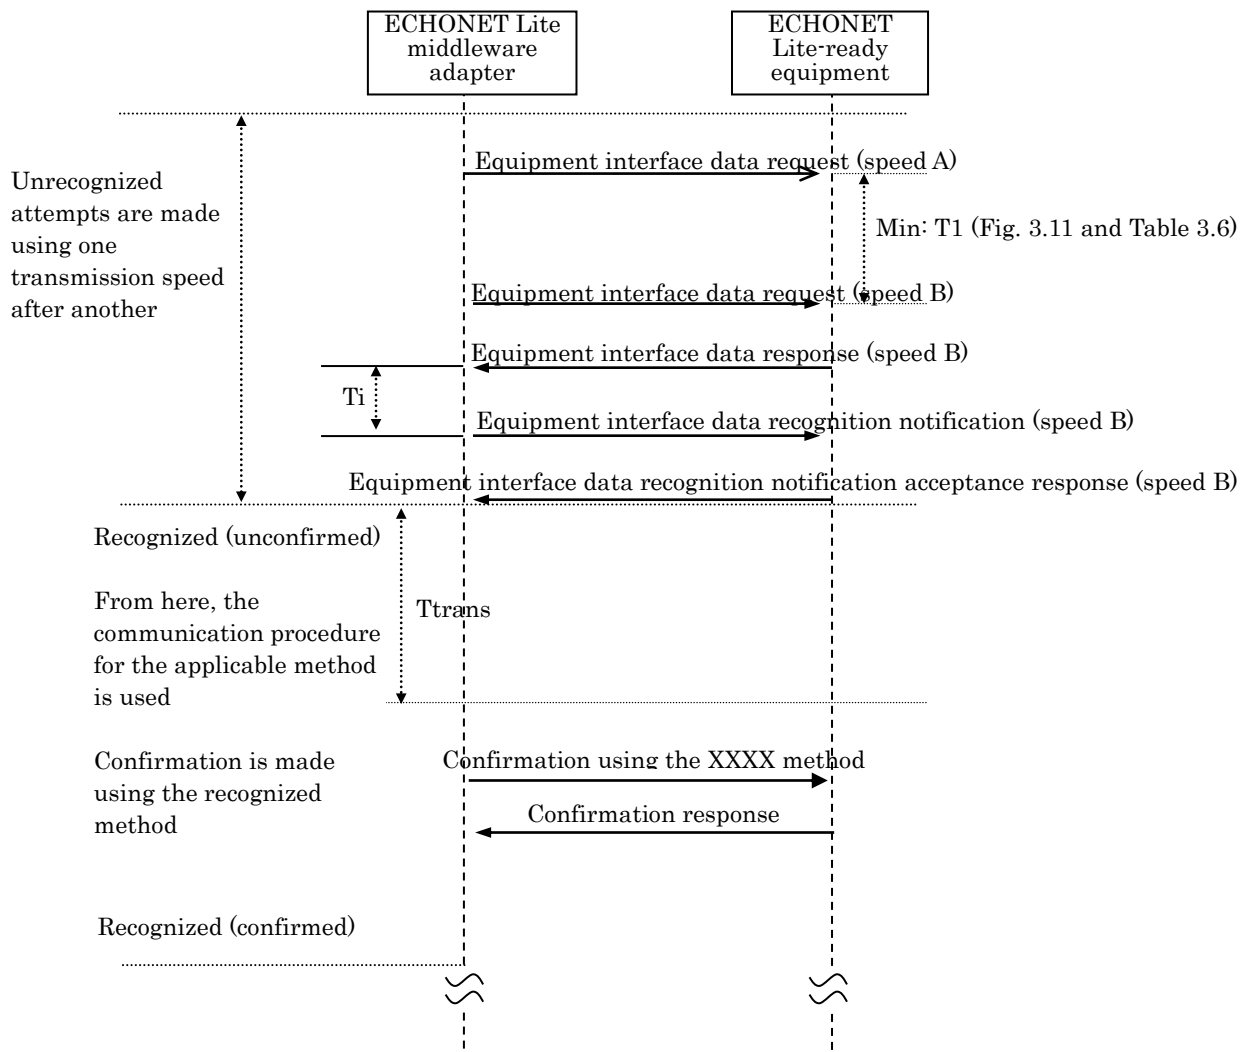 ECHONET Lite
middleware
adapter
ECHONET
Lite-ready
equipment
Equipment interface data request (speed A)
Unrecognized
attempts are made
using one
transmission speed
after another
Min: T1 (Fig. 3.11 and Table 3.6)
Equipment interface data request (speed B)
Equipment interface data response (speed B)
Ti
Equipment interface data recognition notification (speed B)
Equipment interface data recognition notification acceptance response (speed B)
Recognized (unconfirmed)
From here, the
communication procedure
for the applicable method
is used
Ttrans
Confirmation is made
using the recognized
method
Confirmation using the XXXX method
Confirmation response
Recognized (confirmed)